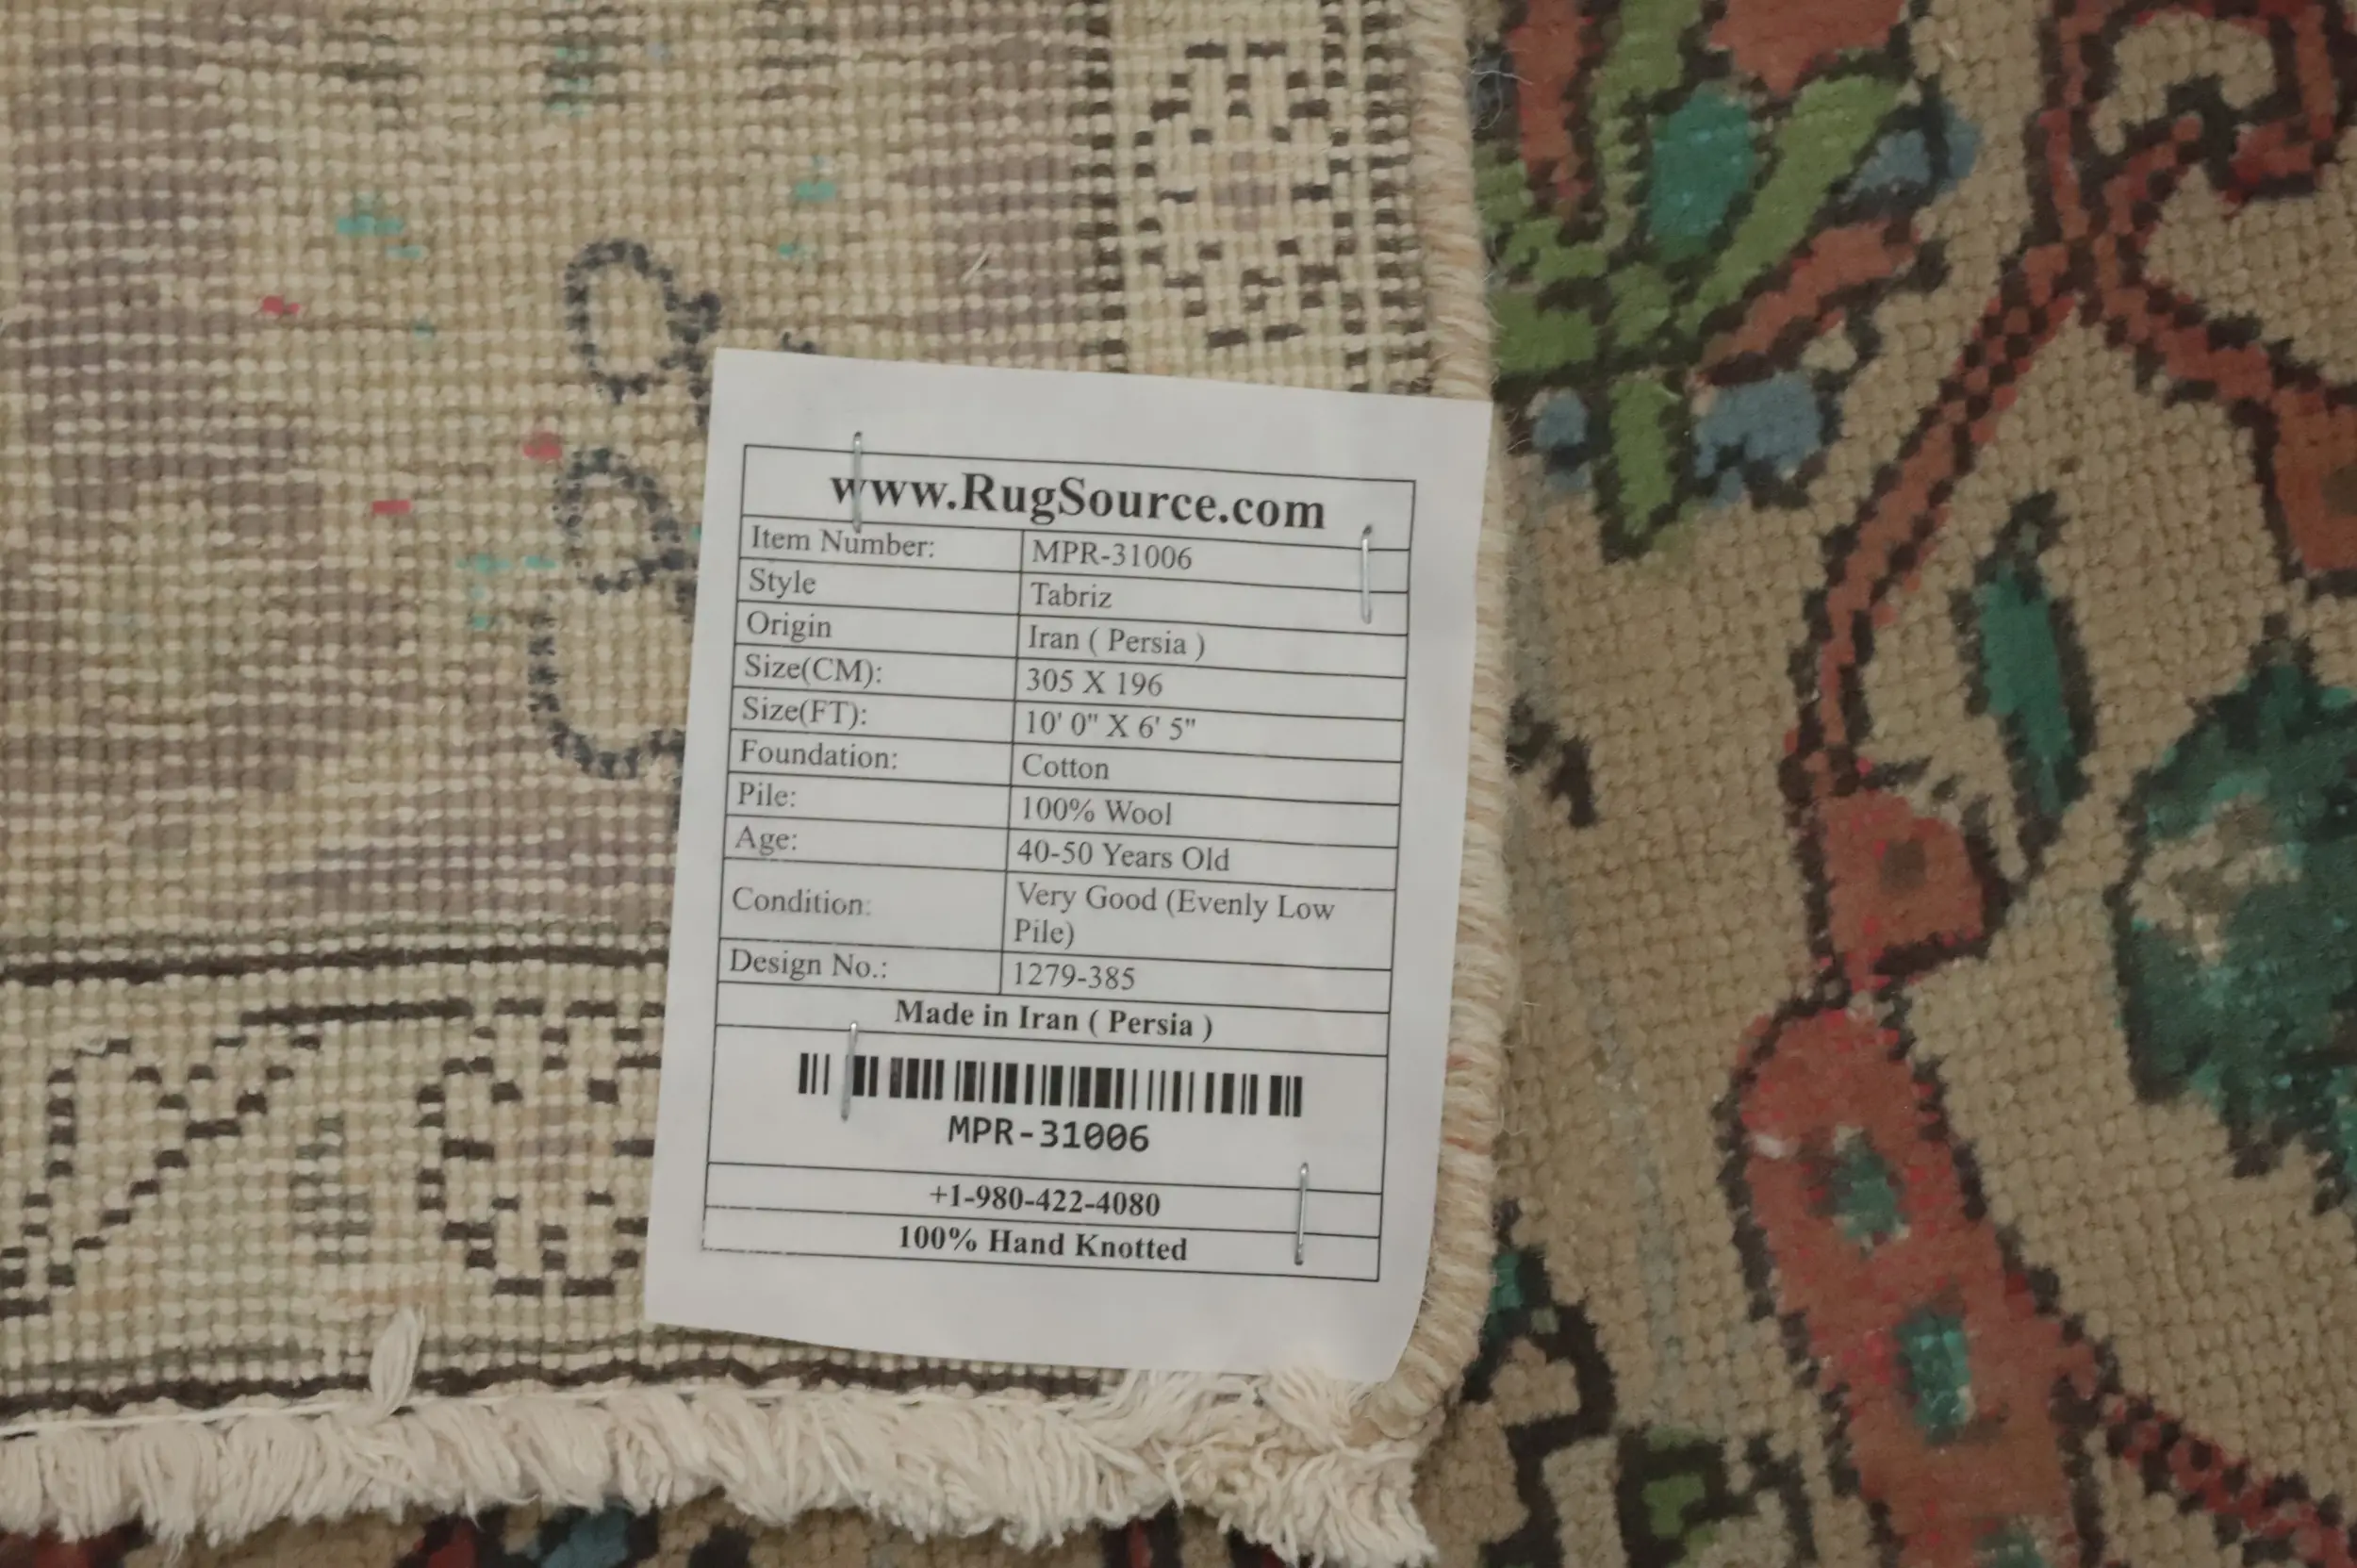 www.RugSource.com
Item Number: MPR-31006
Style Tabriz
Origin Iran ( Persia )
Size(CM): 305 X 196
Size(FT): 10' 0" X 6' 5"
Foundation: Cotton
Pile: 100% Wool
Age: 40-50 Years Old
Condition: Very Good (Evenly Low
Pile)
Design No.: 1279-385
Made in Iran ( Persia )
MPR-31006
+1-980-422-4080
100% Hand Knotted